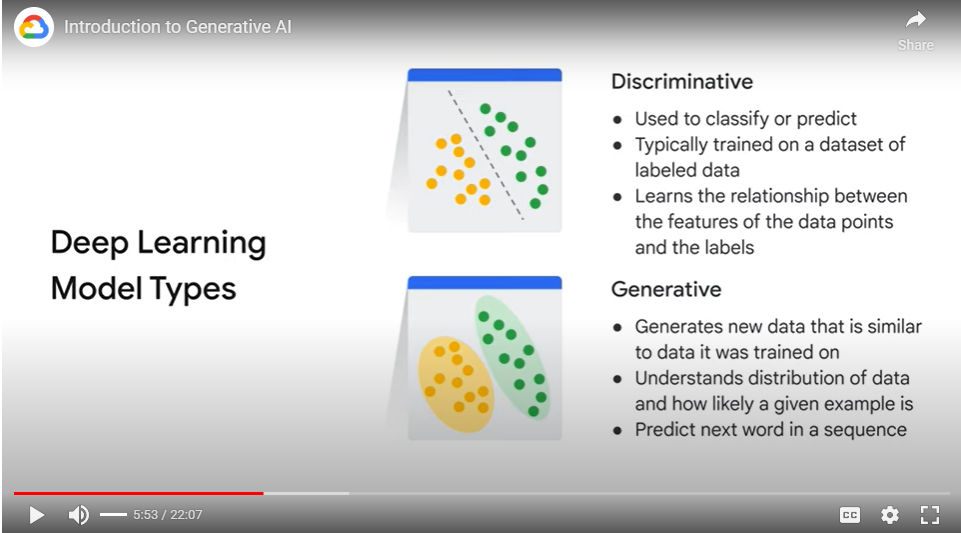 Introduction to Generative AI
Share
Deep Learning
Model Types
Discriminative
● Used to classify or predict
● Typically trained on a dataset of
labeled data
● Learns the relationship between
the features of the data points
and the labels
Generative
● Generates new data that is similar
to data it was trained on
● Understands distribution of data
and how likely a given example is
● Predict next word in a sequence
5:53 / 22:07
CC